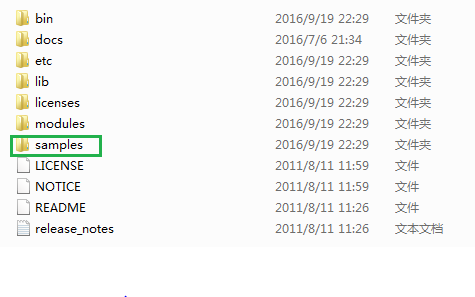 bin 2016/9/19 22:29 文件夹
docs 2016/7/6 21:34 文件夹
etc 2016/9/19 22:29 文件夹
lib 2016/9/19 22:29 文件夹
licenses 2016/9/19 22:29 文件夹
modules 2016/9/19 22:29 文件夹
samples 2016/9/19 22:29 文件夹
LICENSE 2011/8/11 11:59 文件
NOTICE 2011/8/11 11:59 文件
README 2011/8/11 11:26 文件
release_notes 2011/8/11 11:26 文本文档